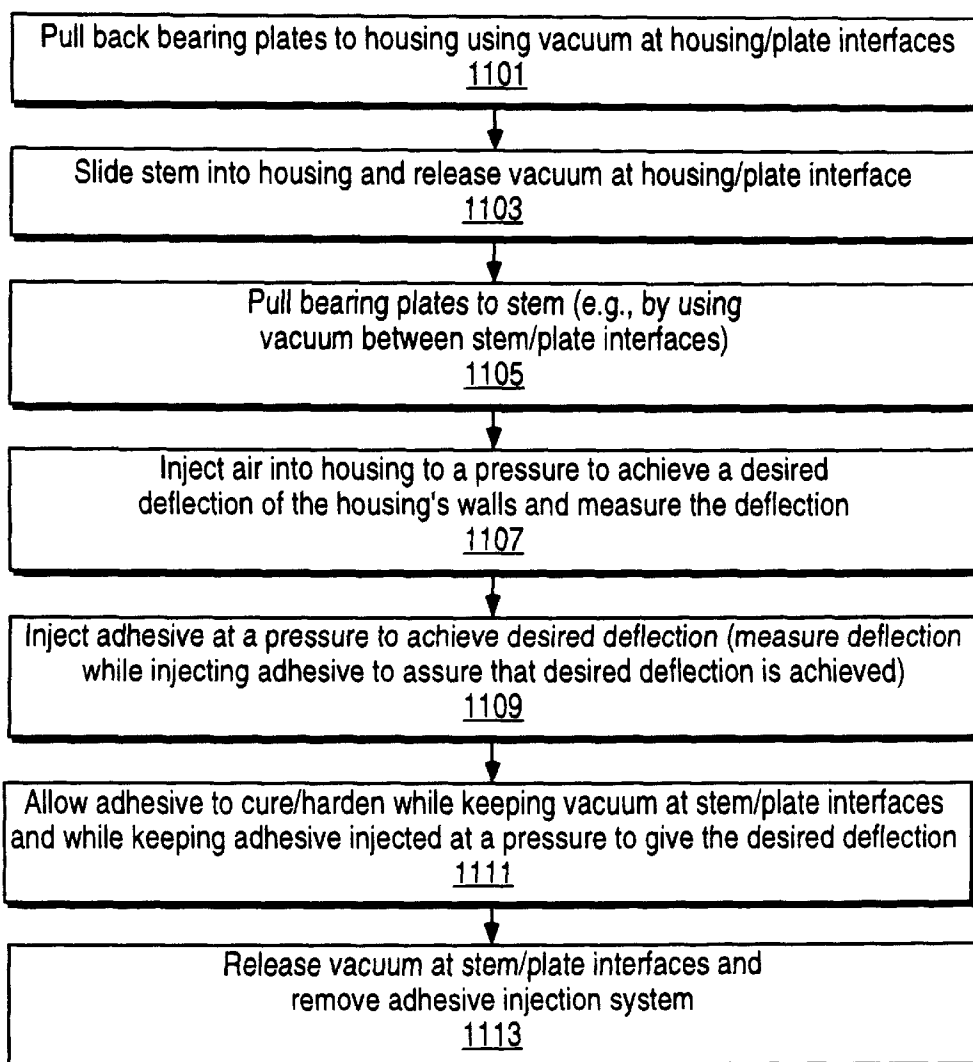 Pull back bearing plates to housing using vacuum at housing/plate interfaces
1101
Slide stem into housing and release vacuum at housing/plate interface
1103
Pull bearing plates to stem (e.g., by using
vacuum between stem/plate interfaces)
1105
Inject air into housing to a pressure to achieve a desired
deflection of the housing's walls and measure the deflection
1107
Inject adhesive at a pressure to achieve desired deflection (measure deflection
while injecting adhesive to assure that desired deflection is achieved)
1109
Allow adhesive to cure/harden while keeping vacuum at stem/plate interfaces
and while keeping adhesive injected at a pressure to give the desired deflection
1111
Release vacuum at stem/plate interfaces and
remove adhesive injection system
1113